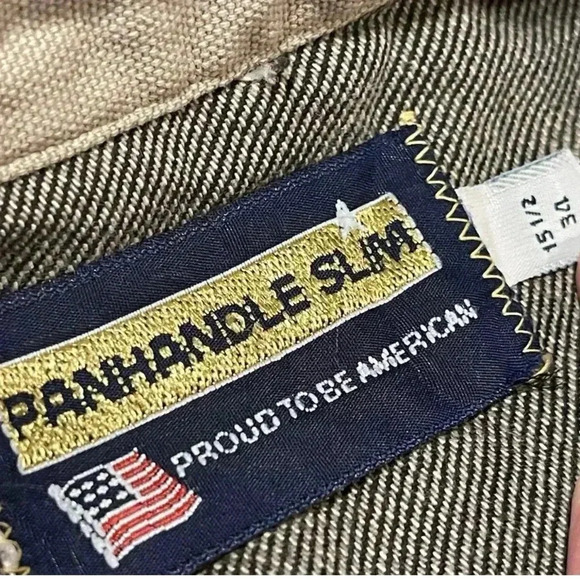 PANHANDLE SLIM
PROUD TO BE AMERICAN
15 1/2
34